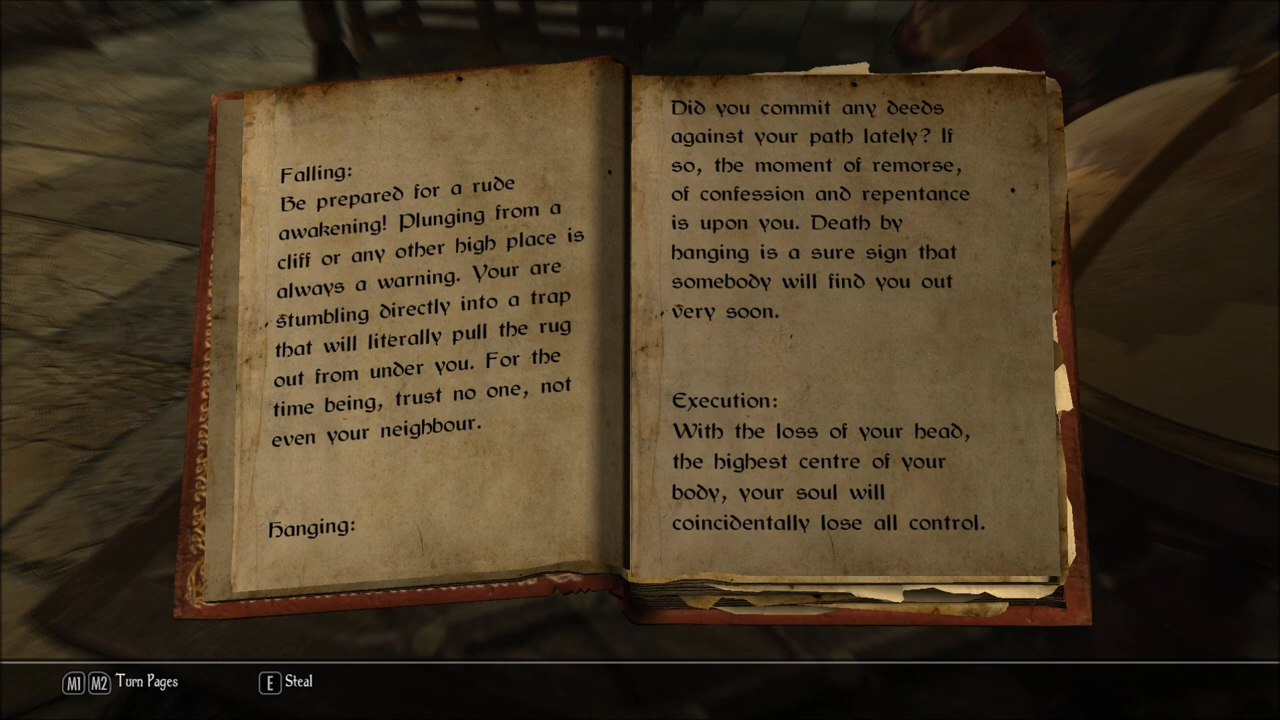 Falling:
Be prepared for a rude
awakening! Plunging from a
cliff or any other high place is
always a warning. Your are
stumbling directly into a trap
that will literally pull the rug
out from under you. For the
time being, trust no one, not
even your neighbour.
Hanging:
Did you commit any deeds
against your path lately? If
so, the moment of remorse,
of confession and repentance
is upon you. Death by
hanging is a sure sign that
somebody will find you out
very soon.
Execution:
With the loss of your head,
the highest centre of your
body, your soul will
coincidentally lose all control.
M1 M2 Turn Pages
E Steal